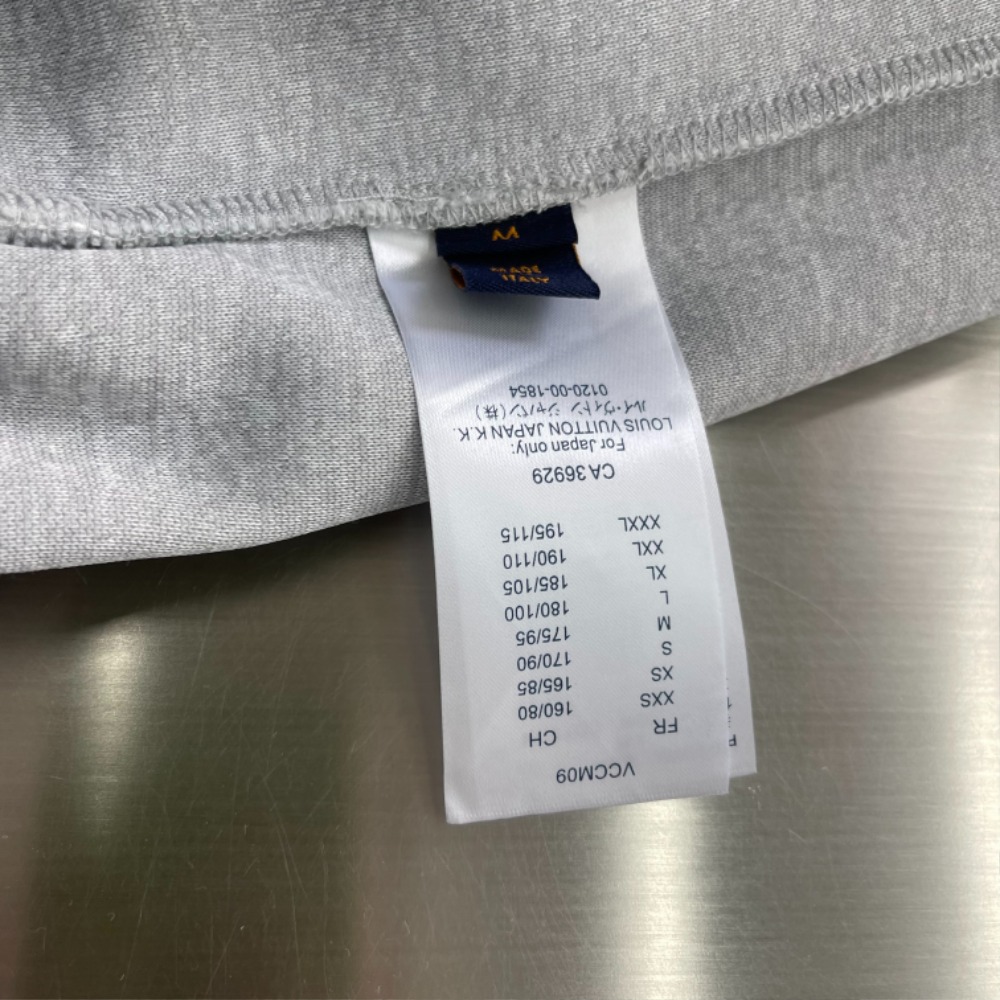 VCCM09
FR CH
XXS 160/80
XS 165/85
S 170/90
M 175/95
L 180/100
XL 185/105
XXL 190/110
XXXL 195/115
CA 36929
For Japan only:
LOUIS VUITTON JAPAN K.K.
ルイ・ヴィトン ジャパン(株)
0120-00-1854
M
MADE
ITALY